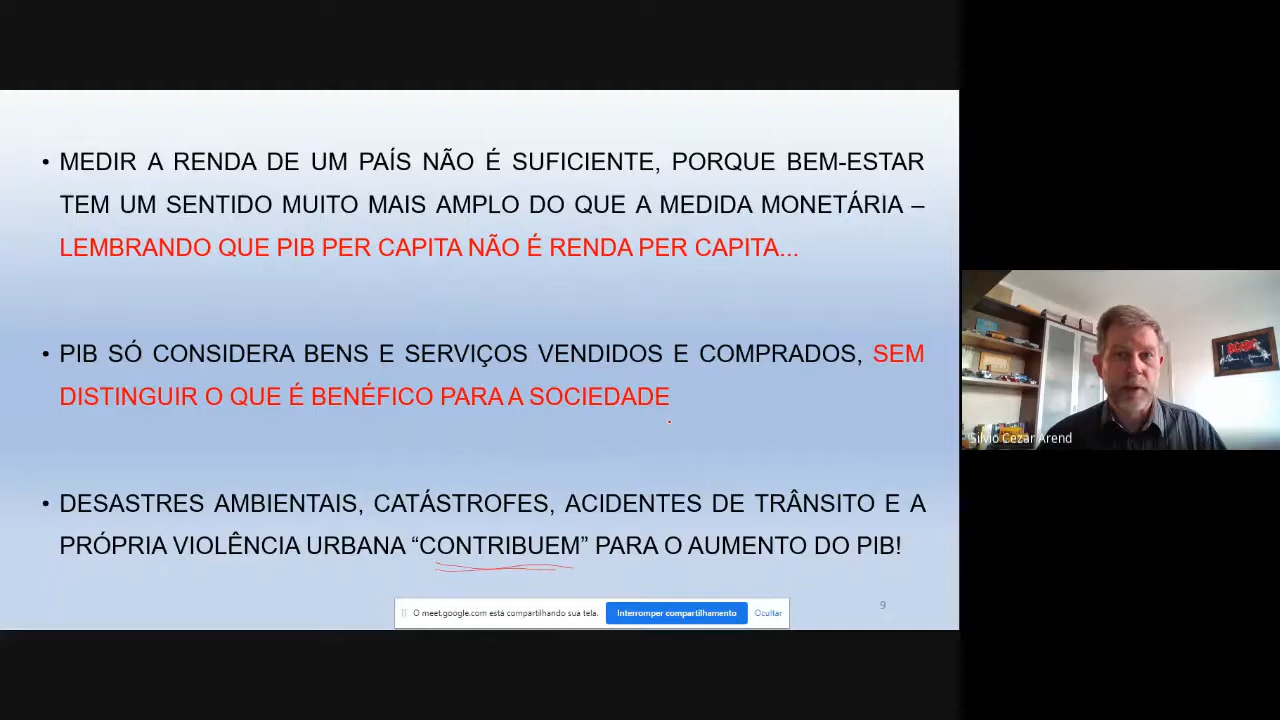 • MEDIR A RENDA DE UM PAÍS NÃO É SUFICIENTE, PORQUE BEM-ESTAR
TEM UM SENTIDO MUITO MAIS AMPLO DO QUE A MEDIDA MONETÁRIA –
LEMBRANDO QUE PIB PER CAPITA NÃO É RENDA PER CAPITA...
• PIB SÓ CONSIDERA BENS E SERVIÇOS VENDIDOS E COMPRADOS, SEM
DISTINGUIR O QUE É BENÉFICO PARA A SOCIEDADE
• DESASTRES AMBIENTAIS, CATÁSTROFES, ACIDENTES DE TRÂNSITO E A
PRÓPRIA VIOLÊNCIA URBANA “CONTRIBUEM” PARA O AUMENTO DO PIB!
O meet.google.com está compartilhando sua tela. Interromper compartilhamento Ocultar
9
AC/DC
Silvio Cezar Arend